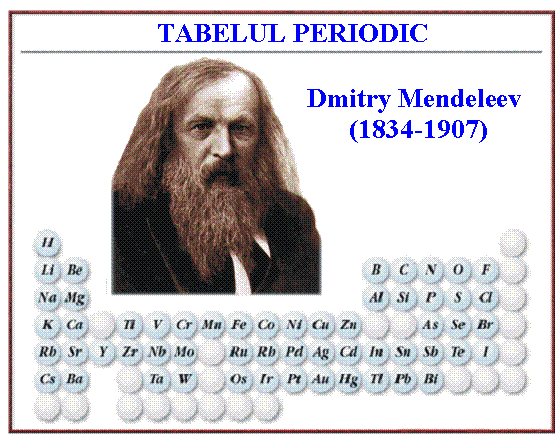 TABELUL PERIODIC
Dmitry Mendeleev
(1834-1907)
H
Li Be B C N O F
Na Mg Al Si P S Cl
K Ca Ti V Cr Mn Fe Co Ni Cu Zn As Se Br
Rb Sr Y Zr Nb Mo Ru Rh Pd Ag Cd In Sn Sb Te I
Cs Ba Ta W Os Ir Pt Au Hg Tl Pb Bi